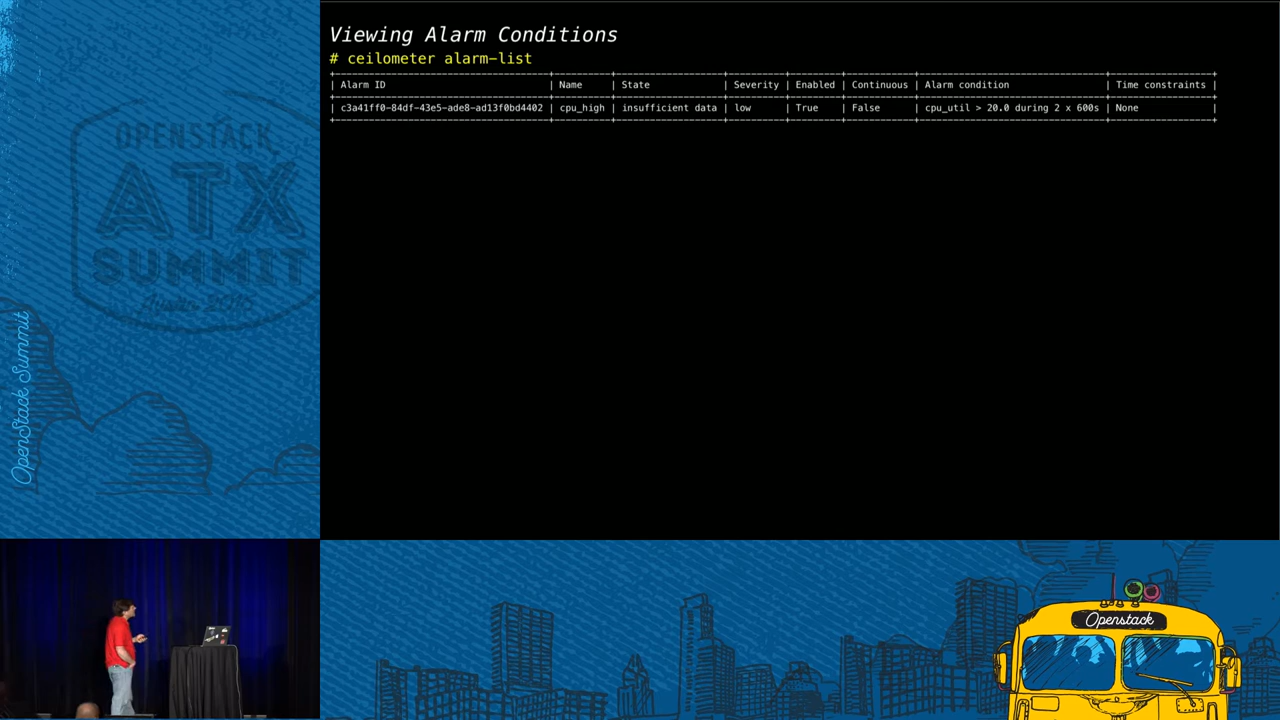 Viewing Alarm Conditions
# ceilometer alarm-list
| Alarm ID | Name | State | Severity | Enabled | Continuous | Alarm condition | Time constraints |
| c3a41ff0-84df-43e5-ade8-ad13f0bd4402 | cpu_high | insufficient data | low | True | False | cpu_util > 20.0 during 2 x 600s | None |
OPENSTACK
ATX
SUMMIT
Austin 2016
OpenStack Summit
Openstack